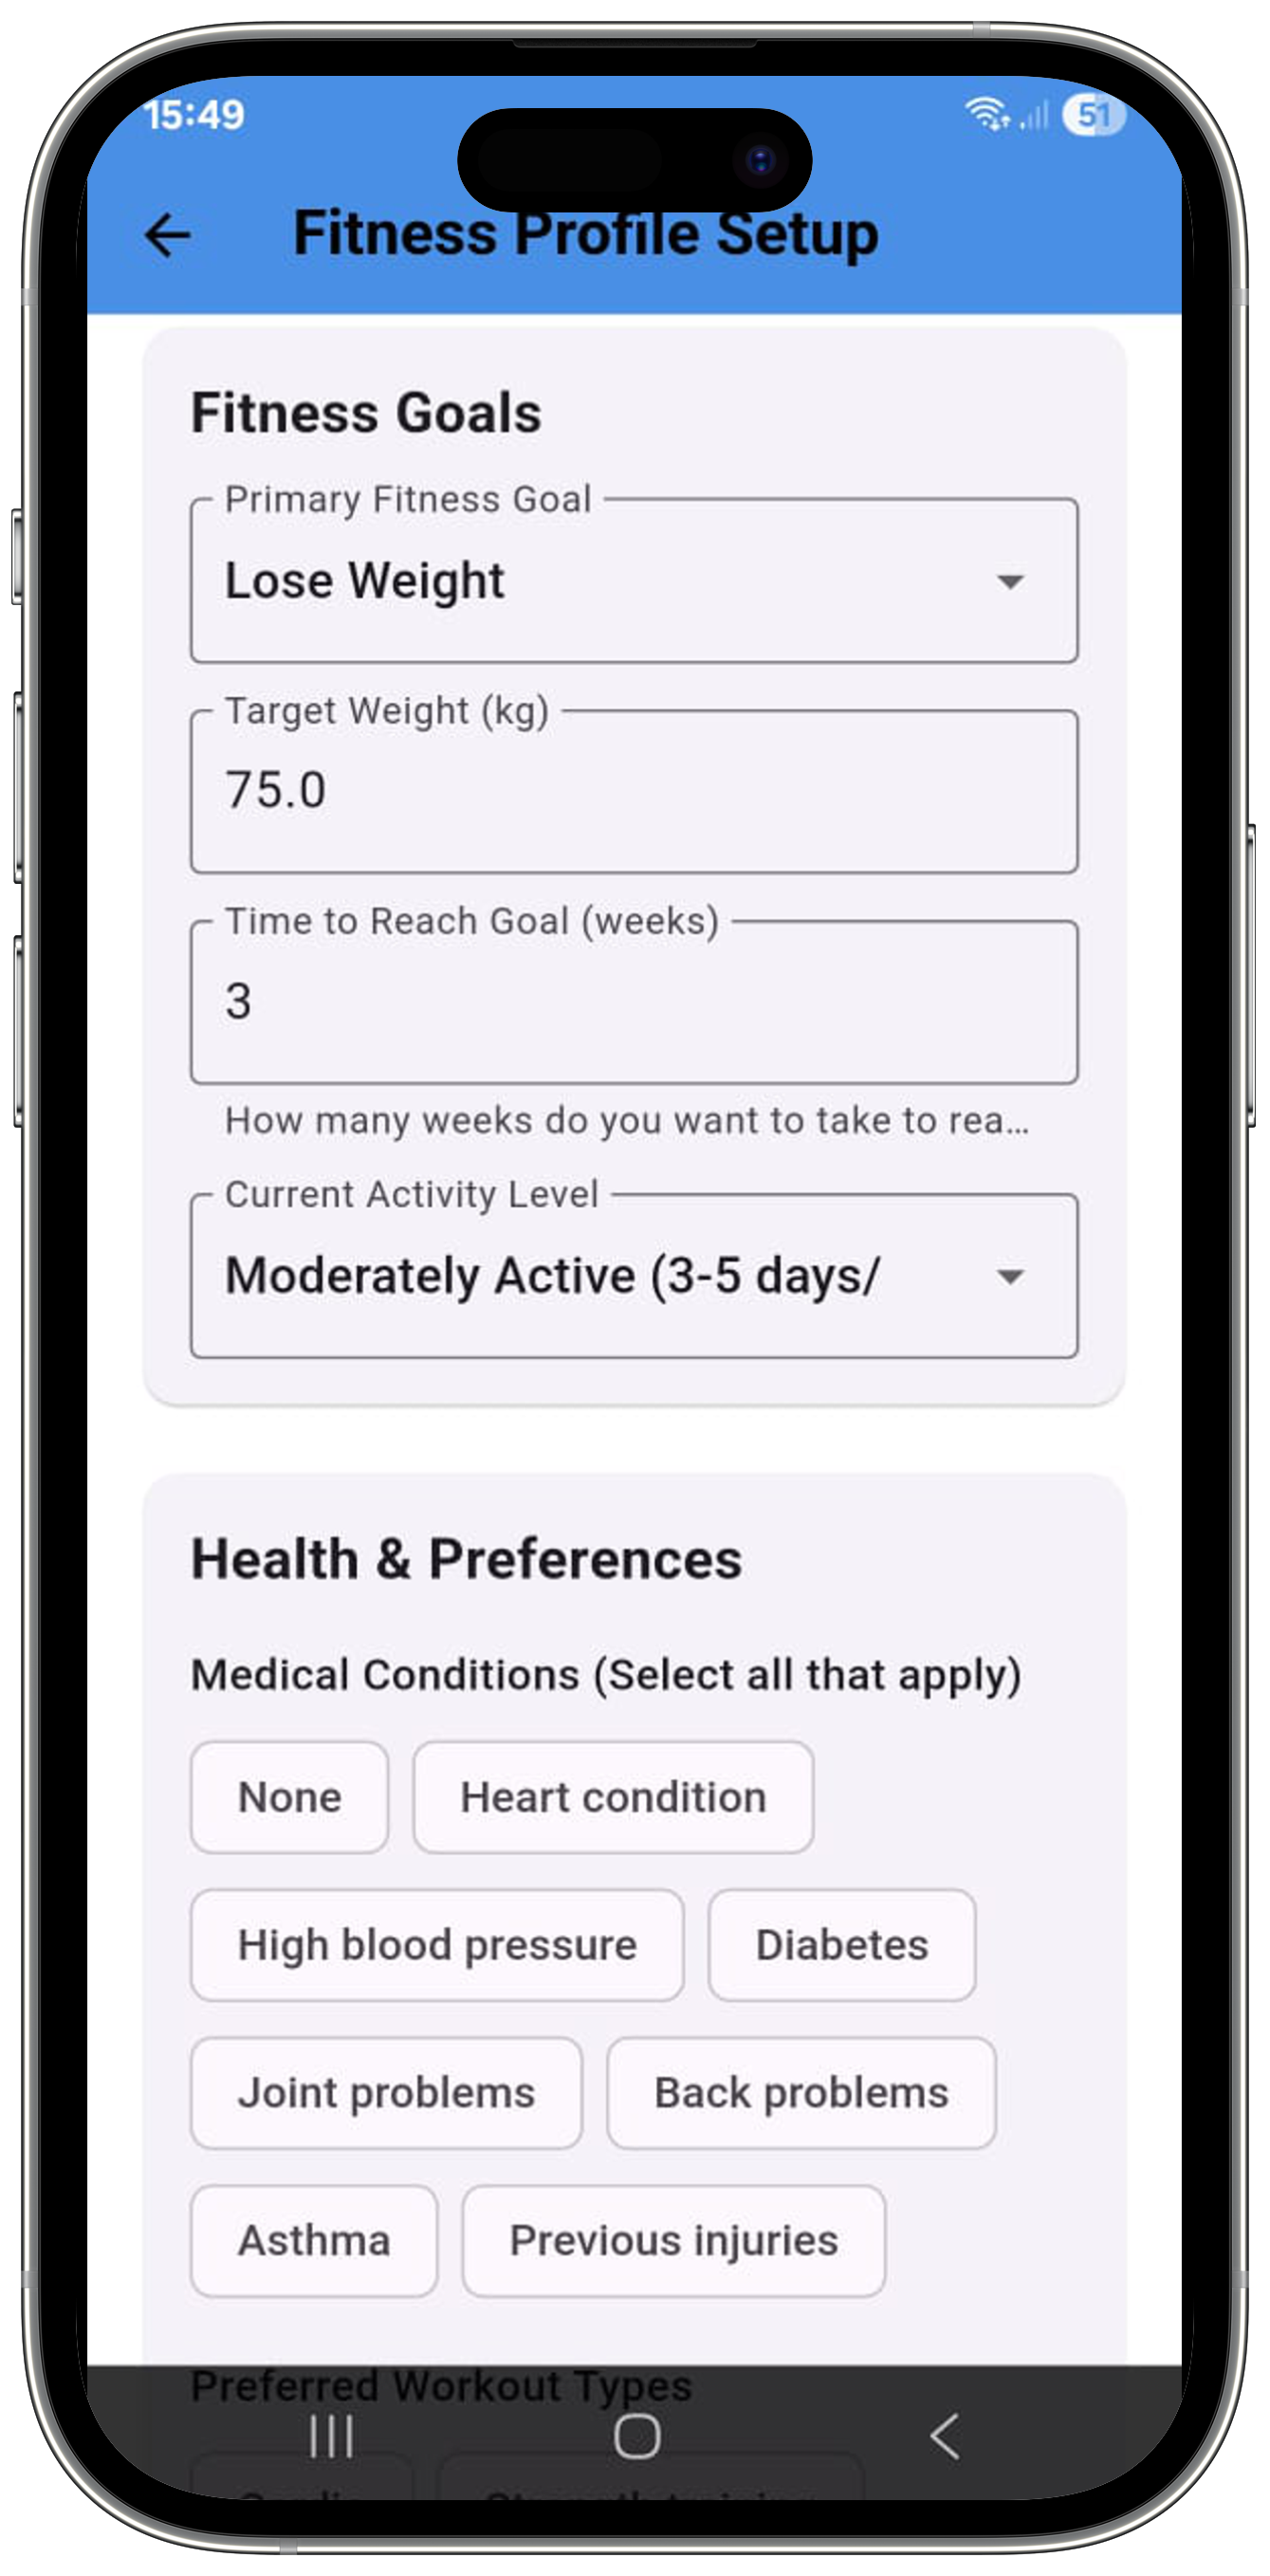 15:49
51
Fitness Profile Setup
Fitness Goals
Primary Fitness Goal
Lose Weight
Target Weight (kg)
75.0
Time to Reach Goal (weeks)
3
How many weeks do you want to take to rea...
Current Activity Level
Moderately Active (3-5 days/
Health & Preferences
Medical Conditions (Select all that apply)
None
Heart condition
High blood pressure
Diabetes
Joint problems
Back problems
Asthma
Previous injuries
Preferred Workout Types